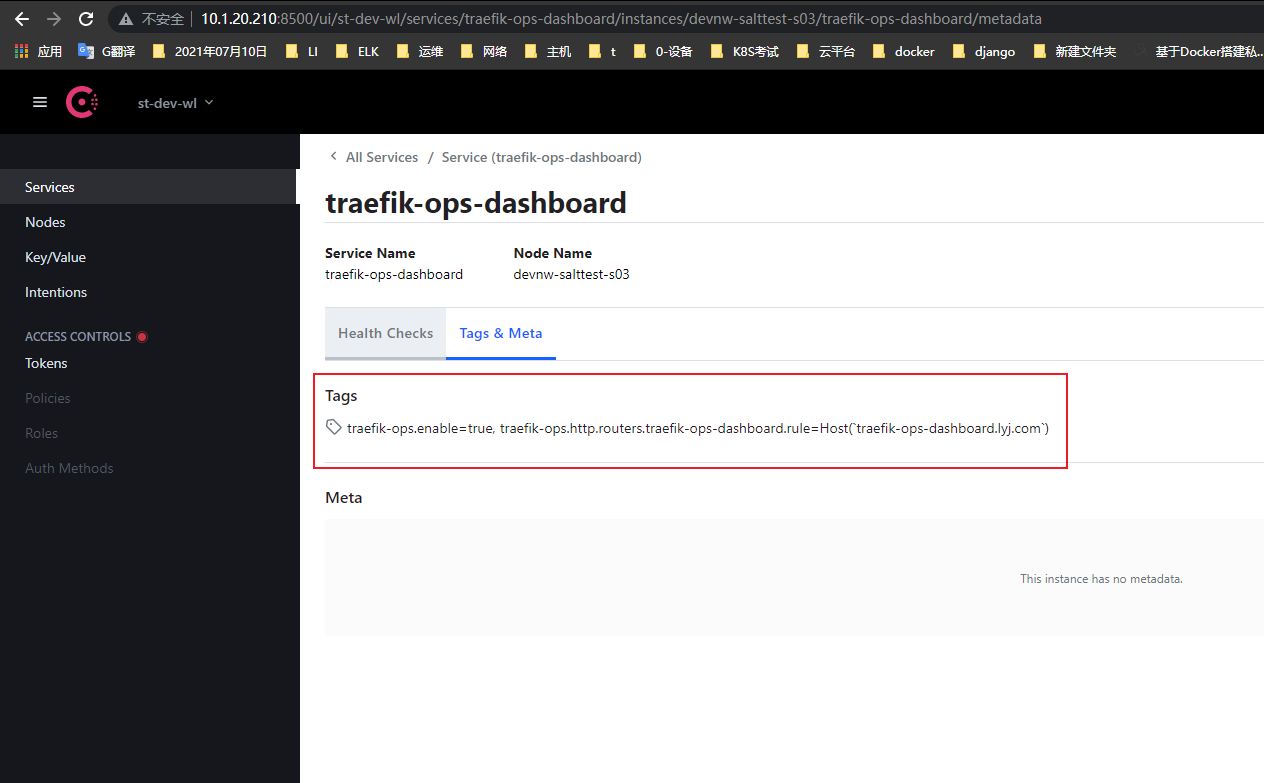 不安全 10.1.20.210:8500/ui/st-dev-wl/services/traefik-ops-dashboard/instances/devnw-salttest-s03/traefik-ops-dashboard/metadata
应用 G翻译 2021年07月10日 LI ELK 运维 网络 主机 t 0-设备 K8S考试 云平台 docker django 新建文件夹 基于Docker搭建私...
st-dev-wl
All Services / Service (traefik-ops-dashboard)
traefik-ops-dashboard
Services
Nodes
Key/Value
Intentions
ACCESS CONTROLS
Tokens
Policies
Roles
Auth Methods
Service Name
traefik-ops-dashboard
Node Name
devnw-salttest-s03
Health Checks
Tags & Meta
Tags
traefik-ops.enable=true, traefik-ops.http.routers.traefik-ops-dashboard.rule=Host(`traefik-ops-dashboard.lyj.com`)
Meta
This instance has no metadata.